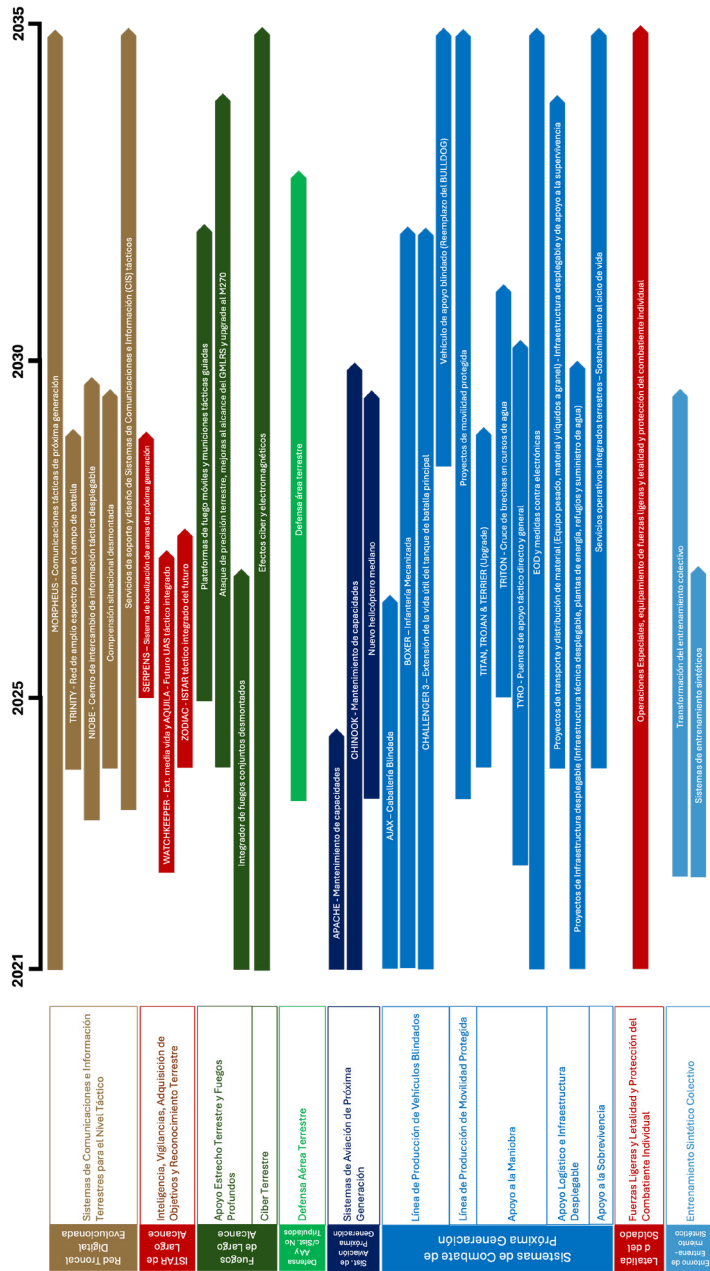 2021
2025
2030
2035
Red Troncal
Digital
Evolucionada
Sistemas de Comunicaciones e Información
Terrestres para el Nivel Táctico
MORPHEUS - Comunicaciones tácticas de próxima generación
TRINITY - Red de amplio espectro para el campo de batalla
NIOBE - Centro de intercambio de información táctica desplegable
Comprensión situacional desmontada
Servicios de soporte y diseño de Sistemas de Comunicaciones e Información (CIS) tácticos
ISTAR de
Largo
Alcance
Inteligencia, Vigilancias, Adquisición de
Objetivos y Reconocimiento Terrestre
SERPENS – Sistema de localización de armas de próxima generación
WATCHKEEPER - Ext. media vida y AQUILA - Futuro UAS táctico integrado
ZODIAC - ISTAR táctico integrado del futuro
Fuegos
de Largo
Alcance
Apoyo Estrecho Terrestre y Fuegos
Profundos
Plataformas de fuego móviles y municiones tácticas guiadas
Ataque de precisión terrestre, mejoras al alcance del GMLRS y upgrade al M270
Integrador de fuegos conjuntos desmontados
Ciber Terrestre
Efectos ciber y electromagnéticos
Defensa
AA y
c/Sist. No.
Tripulados
Defensa Aérea Terrestre
Defensa área terrestre
Sist. de
Aviación
Próxima
Generación
Sistemas de Aviación de Próxima
Generación
APACHE - Mantenimiento de capacidades
CHINOOK - Mantenimiento de capacidades
Nuevo helicóptero mediano
Sistemas de Combate de
Próxima Generación
Línea de Producción de Vehículos Blindados
AJAX – Caballería Blindada
BOXER – Infantería Mecanizada
CHALLENGER 3 – Extensión de la vida útil del tanque de batalla principal
Vehículo de apoyo blindado (Reemplazo del BULLDOG)
Línea de Producción de Movilidad Protegida
Proyectos de movilidad protegida
Apoyo a la Maniobra
TITAN, TROJAN & TERRIER (Upgrade)
TRITON - Cruce de brechas en cursos de agua
TYRO - Puentes de apoyo táctico directo y general
EOD y medidas contra electrónicas
Apoyo Logístico e Infraestructura
Desplegable
Proyectos de transporte y distribución de material (Equipo pesado, material y líquidos a granel) - Infraestructura desplegable y de apoyo a la supervivencia
Proyectos de Infraestructura desplegable (Infraestructura técnica desplegable, plantas de energía, refugios y suministro de agua)
Apoyo a la Sobrevivencia
Servicios operativos integrados terrestres – Sostenimiento al ciclo de vida
Letalida
d del
Soldado
Fuerzas Ligeras y Letalidad y Protección del
Combatiente Individual
Operaciones Especiales, equipamiento de fuerzas ligeras y letalidad y protección del combatiente individual
Entorno de
Entrena-
miento
Sintético
Entrenamiento Sintético Colectivo
Transformación del entrenamiento colectivo
Sistemas de entrenamiento sintéticos